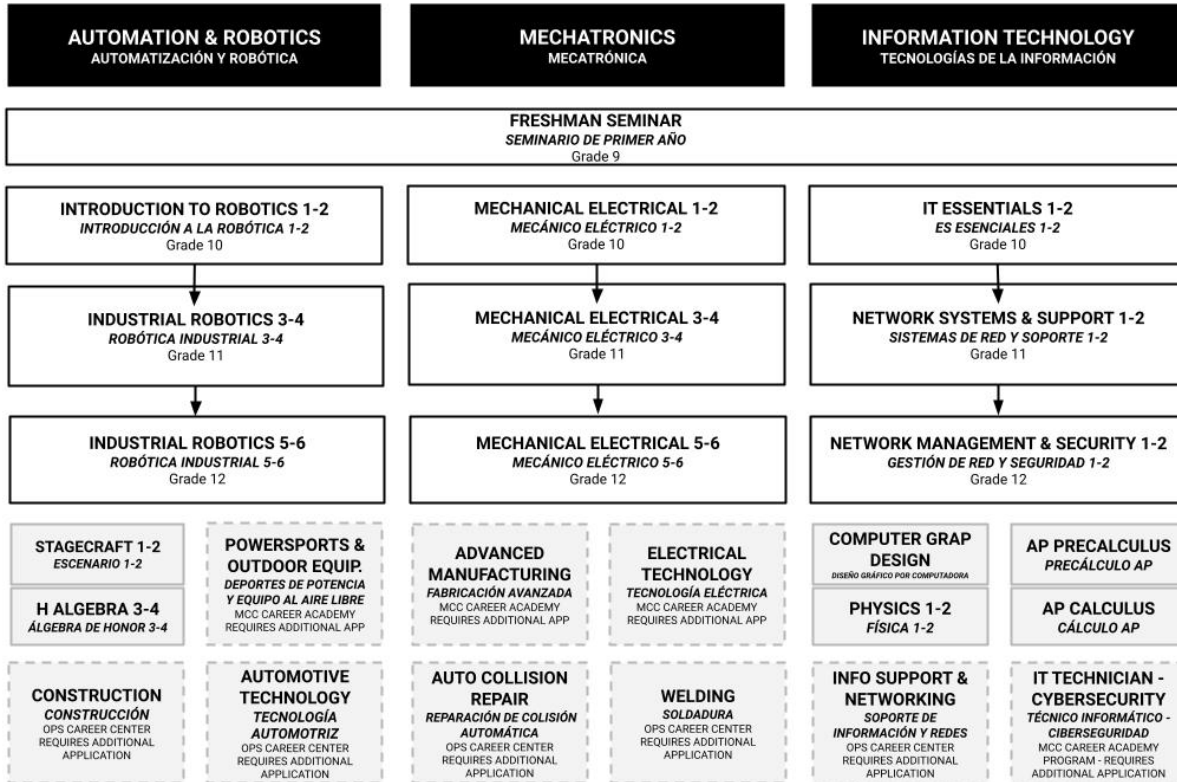 AUTOMATION & ROBOTICS
AUTOMATIZACIÓN Y ROBÓTICA
MECHATRONICS
MECATRÓNICA
INFORMATION TECHNOLOGY
TECNOLOGÍAS DE LA INFORMACIÓN
FRESHMAN SEMINAR
SEMINARIO DE PRIMER AÑO
Grade 9
INTRODUCTION TO ROBOTICS 1-2
INTRODUCCIÓN A LA ROBÓTICA 1-2
Grade 10
MECHANICAL ELECTRICAL 1-2
MECÁNICO ELÉCTRICO 1-2
Grade 10
IT ESSENTIALS 1-2
ES ESENCIALES 1-2
Grade 10
INDUSTRIAL ROBOTICS 3-4
ROBÓTICA INDUSTRIAL 3-4
Grade 11
MECHANICAL ELECTRICAL 3-4
MECÁNICO ELÉCTRICO 3-4
Grade 11
NETWORK SYSTEMS & SUPPORT 1-2
SISTEMAS DE RED Y SOPORTE 1-2
Grade 11
INDUSTRIAL ROBOTICS 5-6
ROBÓTICA INDUSTRIAL 5-6
Grade 12
MECHANICAL ELECTRICAL 5-6
MECÁNICO ELÉCTRICO 5-6
Grade 12
NETWORK MANAGEMENT & SECURITY 1-2
GESTIÓN DE RED Y SEGURIDAD 1-2
Grade 12
STAGECRAFT 1-2
ESCENARIO 1-2
H ALGEBRA 3-4
ÁLGEBRA DE HONOR 3-4
POWERSPORTS &
OUTDOOR EQUIP.
DEPORTES DE POTENCIA
Y EQUIPO AL AIRE LIBRE
MCC CAREER ACADEMY
REQUIRES ADDITIONAL APP
ADVANCED
MANUFACTURING
FABRICACIÓN AVANZADA
MCC CAREER ACADEMY
REQUIRES ADDITIONAL APP
ELECTRICAL
TECHNOLOGY
TECNOLOGÍA ELÉCTRICA
MCC CAREER ACADEMY
REQUIRES ADDITIONAL APP
COMPUTER GRAP
DESIGN
DISEÑO GRÁFICO POR COMPUTADORA
PHYSICS 1-2
FÍSICA 1-2
AP PRECALCULUS
PRECÁLCULO AP
AP CALCULUS
CÁLCULO AP
CONSTRUCTION
CONSTRUCCIÓN
OPS CAREER CENTER
REQUIRES ADDITIONAL
APPLICATION
AUTOMOTIVE
TECHNOLOGY
TECNOLOGÍA
AUTOMOTRIZ
OPS CAREER CENTER
REQUIRES ADDITIONAL
APPLICATION
AUTO COLLISION
REPAIR
REPARACIÓN DE COLISIÓN
AUTOMÁTICA
OPS CAREER CENTER
REQUIRES ADDITIONAL
APPLICATION
WELDING
SOLDADURA
OPS CAREER CENTER
REQUIRES ADDITIONAL
APPLICATION
INFO SUPPORT &
NETWORKING
SOPORTE DE
INFORMACIÓN Y REDES
OPS CAREER CENTER
REQUIRES ADDITIONAL
APPLICATION
IT TECHNICIAN -
CYBERSECURITY
TÉCNICO INFORMÁTICO -
CIBERSEGURIDAD
MCC CAREER ACADEMY
PROGRAM - REQUIRES
ADDITIONAL APPLICATION